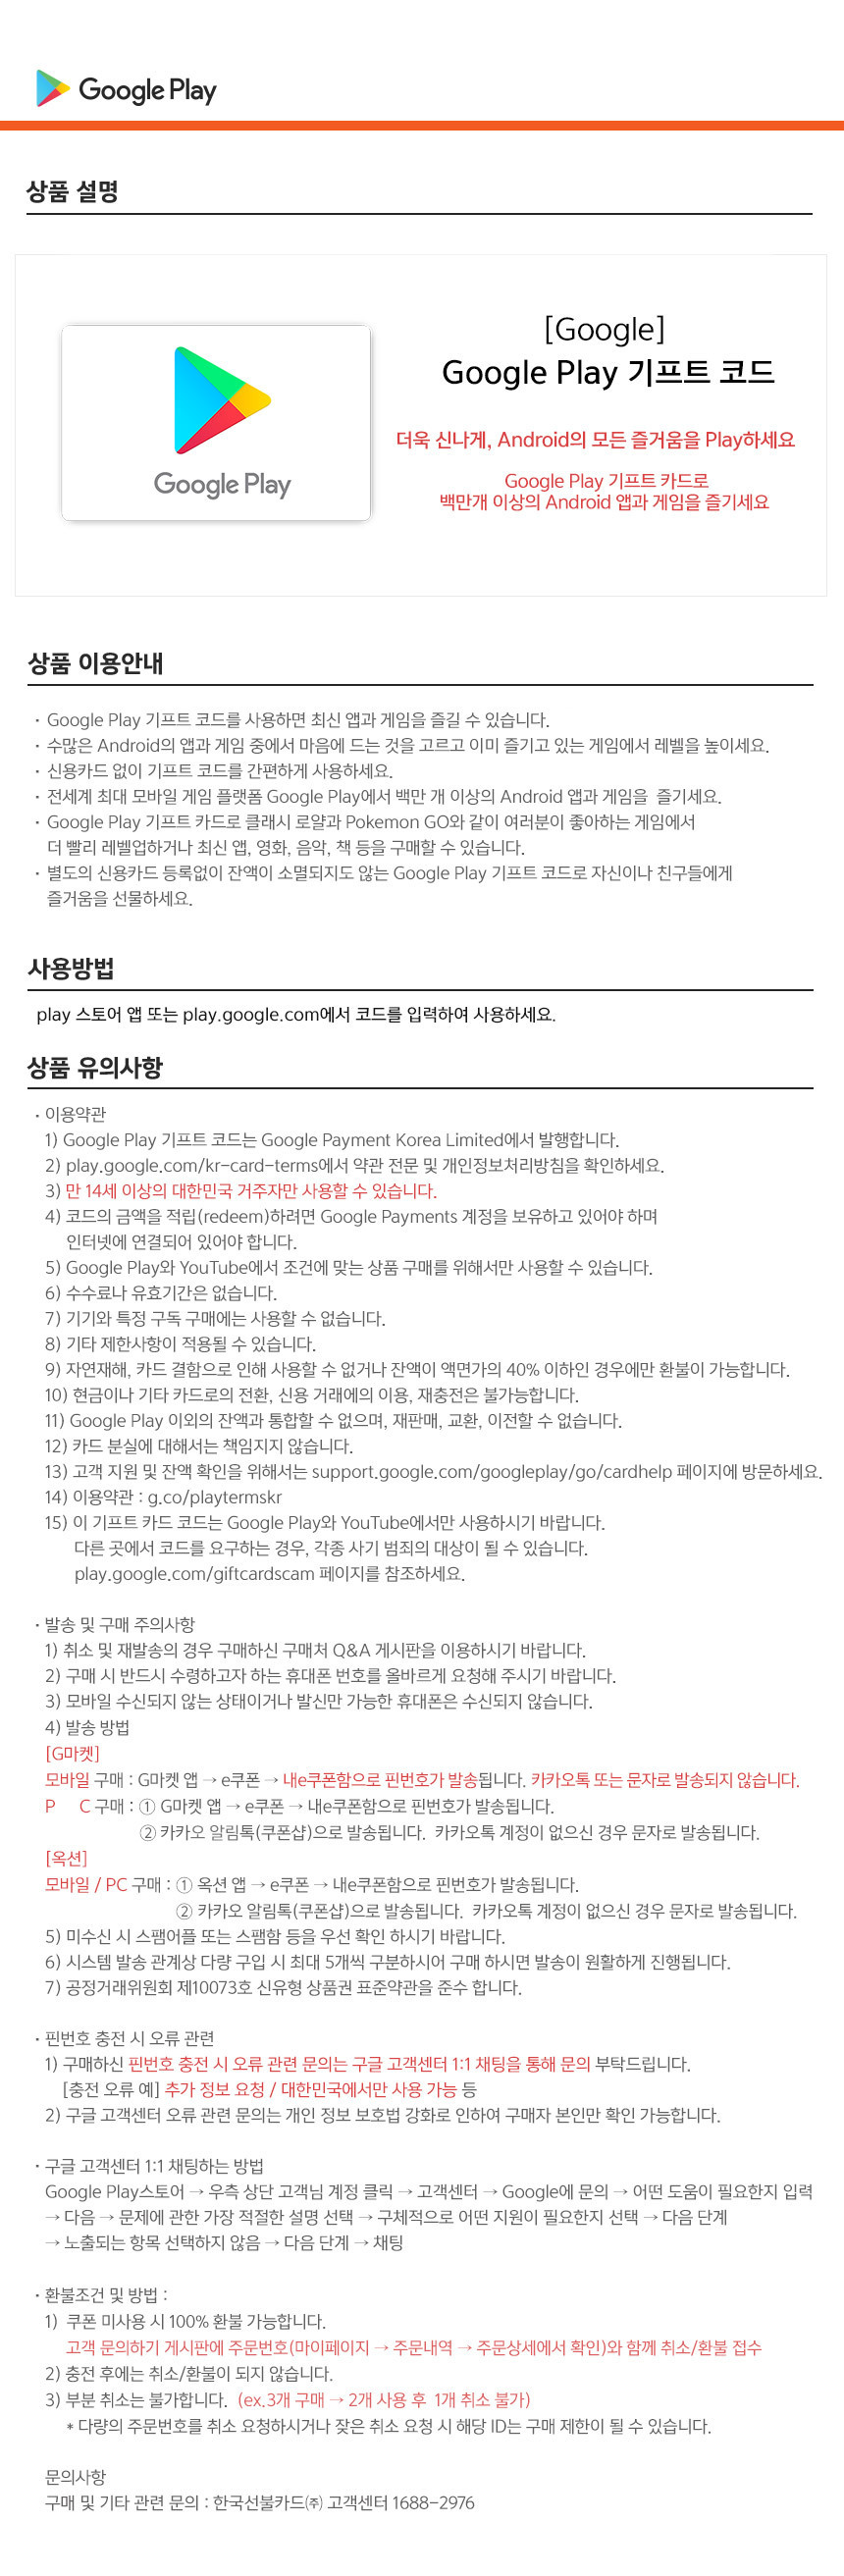 Google Play
상품 설명
[Google]
Google Play 기프트 코드
더욱 신나게, Android의 모든 즐거움을 Play하세요
Google Play 기프트 카드로
백만개 이상의 Android 앱과 게임을 즐기세요
Google Play
상품 이용안내
· Google Play 기프트 코드를 사용하면 최신 앱과 게임을 즐길 수 있습니다.
· 수많은 Android의 앱과 게임 중에서 마음에 드는 것을 고르고 이미 즐기고 있는 게임에서 레벨을 높이세요.
· 신용카드 없이 기프트 코드를 간편하게 사용하세요.
· 전세계 최대 모바일 게임 플랫폼 Google Play에서 백만 개 이상의 Android 앱과 게임을 즐기세요.
· Google Play 기프트 카드로 클래시 로얄과 Pokemon GO와 같이 여러분이 좋아하는 게임에서
더 빨리 레벨업하거나 최신 앱, 영화, 음악, 책 등을 구매할 수 있습니다.
· 별도의 신용카드 등록없이 잔액이 소멸되지도 않는 Google Play 기프트 코드로 자신이나 친구들에게
즐거움을 선물하세요.
사용방법
play 스토어 앱 또는 play.google.com에서 코드를 입력하여 사용하세요.
상품 유의사항
· 이용약관
1) Google Play 기프트 코드는 Google Payment Korea Limited에서 발행합니다.
2) play.google.com/kr-card-terms에서 약관 전문 및 개인정보처리방침을 확인하세요.
3) 만 14세 이상의 대한민국 거주자만 사용할 수 있습니다.
4) 코드의 금액을 적립(redeem)하려면 Google Payments 계정을 보유하고 있어야 하며
인터넷에 연결되어 있어야 합니다.
5) Google Play와 YouTube에서 조건에 맞는 상품 구매를 위해서만 사용할 수 있습니다.
6) 수수료나 유효기간은 없습니다.
7) 기기와 특정 구독 구매에는 사용할 수 없습니다.
8) 기타 제한사항이 적용될 수 있습니다.
9) 자연재해, 카드 결함으로 인해 사용할 수 없거나 잔액이 액면가의 40% 이하인 경우에만 환불이 가능합니다.
10) 현금이나 기타 카드로의 전환, 신용 거래에의 이용, 재충전은 불가능합니다.
11) Google Play 이외의 잔액과 통합할 수 없으며, 재판매, 교환, 이전할 수 없습니다.
12) 카드 분실에 대해서는 책임지지 않습니다.
13) 고객 지원 및 잔액 확인을 위해서는 support.google.com/googleplay/go/cardhelp 페이지에 방문하세요.
14) 이용약관 : g.co/playtermskr
15) 이 기프트 카드 코드는 Google Play와 YouTube에서만 사용하시기 바랍니다.
다른 곳에서 코드를 요구하는 경우, 각종 사기 범죄의 대상이 될 수 있습니다.
play.google.com/giftcardscam 페이지를 참조하세요.
· 발송 및 구매 주의사항
1) 취소 및 재발송의 경우 구매하신 구매처 Q&A 게시판을 이용하시기 바랍니다.
2) 구매 시 반드시 수령하고자 하는 휴대폰 번호를 올바르게 요청해 주시기 바랍니다.
3) 모바일 수신되지 않는 상태이거나 발신만 가능한 휴대폰은 수신되지 않습니다.
4) 발송 방법
[G마켓]
모바일 구매 : G마켓 앱 → e쿠폰 → 내e쿠폰함으로 핀번호가 발송됩니다. 카카오톡 또는 문자로 발송되지 않습니다.
P C 구매 : ① G마켓 앱 → e쿠폰 → 내e쿠폰함으로 핀번호가 발송됩니다.
② 카카오 알림톡(쿠폰샵)으로 발송됩니다. 카카오톡 계정이 없으신 경우 문자로 발송됩니다.
[옥션]
모바일 / PC 구매 : ① 옥션 앱 → e쿠폰 → 내e쿠폰함으로 핀번호가 발송됩니다.
② 카카오 알림톡(쿠폰샵)으로 발송됩니다. 카카오톡 계정이 없으신 경우 문자로 발송됩니다.
5) 미수신 시 스팸어플 또는 스팸함 등을 우선 확인 하시기 바랍니다.
6) 시스템 발송 관계상 다량 구입 시 최대 5개씩 구분하시어 구매 하시면 발송이 원활하게 진행됩니다.
7) 공정거래위원회 제10073호 신유형 상품권 표준약관을 준수 합니다.
· 핀번호 충전 시 오류 관련
1) 구매하신 핀번호 충전 시 오류 관련 문의는 구글 고객센터 1:1 채팅을 통해 문의 부탁드립니다.
[충전 오류 예] 추가 정보 요청 / 대한민국에서만 사용 가능 등
2) 구글 고객센터 오류 관련 문의는 개인 정보 보호법 강화로 인하여 구매자 본인만 확인 가능합니다.
· 구글 고객센터 1:1 채팅하는 방법
Google Play스토어 → 우측 상단 고객님 계정 클릭 → 고객센터 → Google에 문의 → 어떤 도움이 필요한지 입력
→ 다음 → 문제에 관한 가장 적절한 설명 선택 → 구체적으로 어떤 지원이 필요한지 선택 → 다음 단계
→ 노출되는 항목 선택하지 않음 → 다음 단계 → 채팅
· 환불조건 및 방법 :
1) 쿠폰 미사용 시 100% 환불 가능합니다.
고객 문의하기 게시판에 주문번호(마이페이지 → 주문내역 → 주문상세에서 확인)와 함께 취소/환불 접수
2) 충전 후에는 취소/환불이 되지 않습니다.
3) 부분 취소는 불가합니다. (ex.3개 구매 → 2개 사용 후 1개 취소 불가)
* 다량의 주문번호를 취소 요청하시거나 잦은 취소 요청 시 해당 ID는 구매 제한이 될 수 있습니다.
문의사항
구매 및 기타 관련 문의 : 한국선불카드㈜ 고객센터 1688-2976